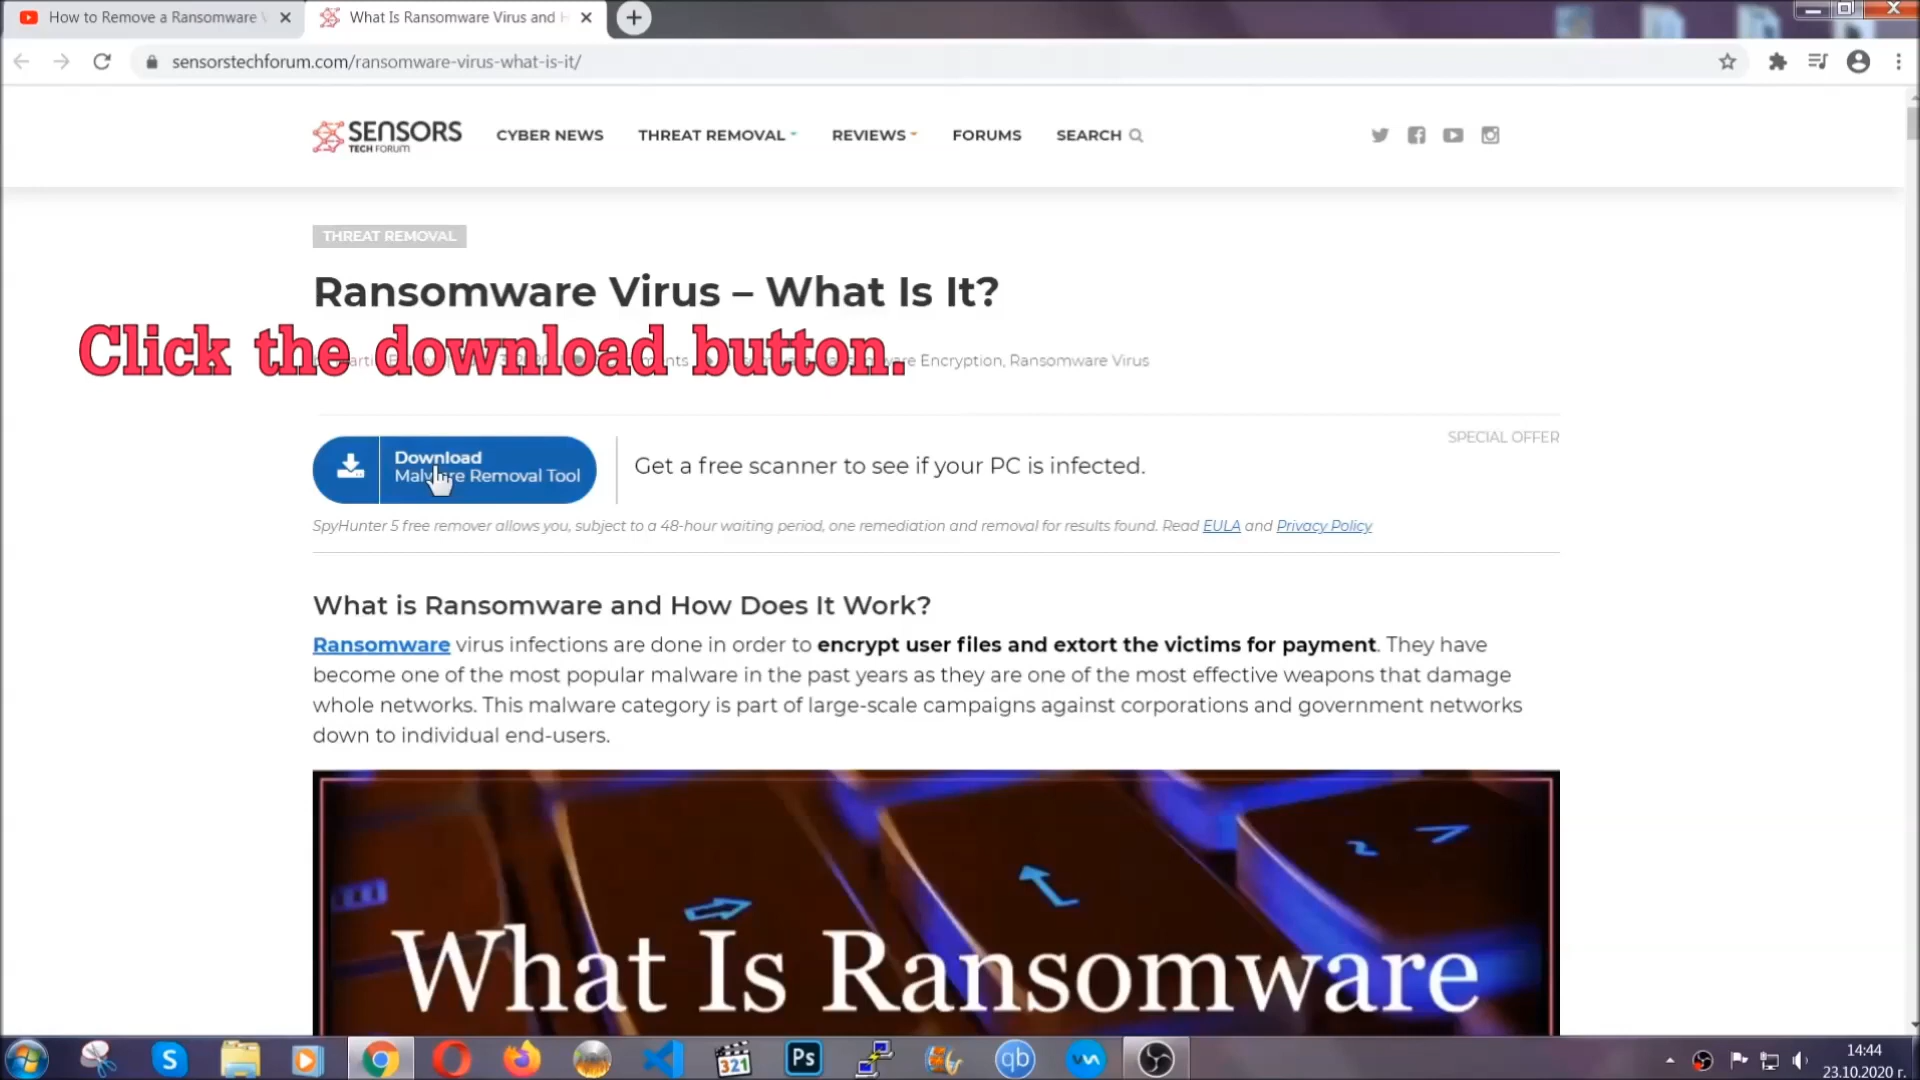 How to Remove a Ransomware V
What Is Ransomware Virus and H
sensorstechforum.com/ransomware-virus-what-is-it/
SENSORS
TECH FORUM
CYBER NEWS
THREAT REMOVAL
REVIEWS
FORUMS
SEARCH
THREAT REMOVAL
Ransomware Virus – What Is It?
Click the download button.
Encryption, Ransomware Virus
SPECIAL OFFER
Download
Malware Removal Tool
Get a free scanner to see if your PC is infected.
SpyHunter 5 free remover allows you, subject to a 48-hour waiting period, one remediation and removal for results found. Read EULA and Privacy Policy
What is Ransomware and How Does It Work?
Ransomware virus infections are done in order to encrypt user files and extort the victims for payment. They have
become one of the most popular malware in the past years as they are one of the most effective weapons that damage
whole networks. This malware category is part of large-scale campaigns against corporations and government networks
down to individual end-users.
What Is Ransomware
S
321
Ps
qb
14:44
23.10.2020 г.